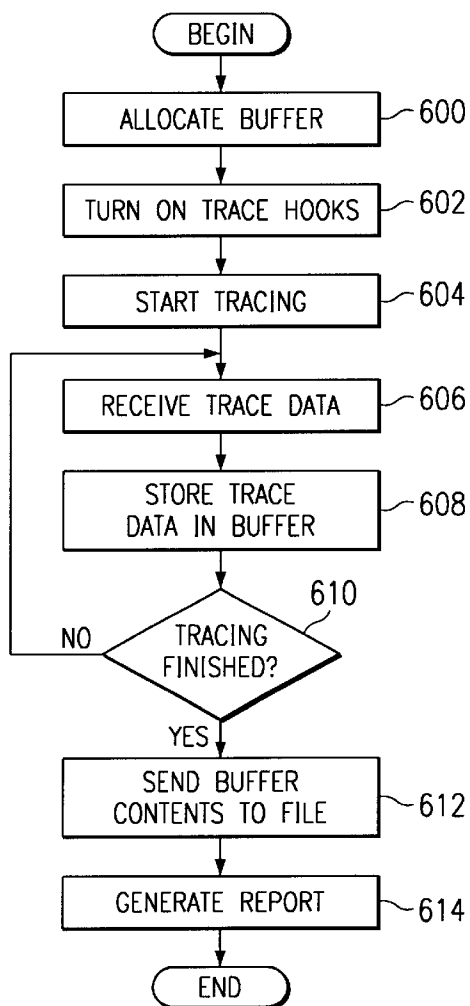 BEGIN
ALLOCATE BUFFER
600
TURN ON TRACE HOOKS
602
START TRACING
604
RECEIVE TRACE DATA
606
STORE TRACE
DATA IN BUFFER
608
610
TRACING
FINISHED?
NO
YES
SEND BUFFER
CONTENTS TO FILE
612
GENERATE REPORT
614
END